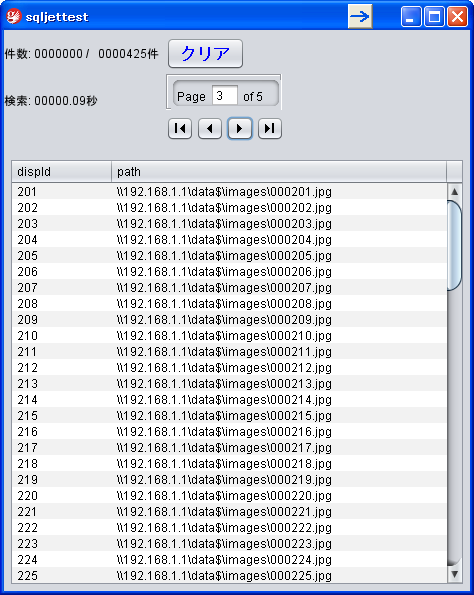 sqljettest
件数: 0000000 / 0000425件
クリア
検索: 00000.09秒
Page 3 of 5
dispId path
201 \\192.168.1.1\data$\images\000201.jpg
202 \\192.168.1.1\data$\images\000202.jpg
203 \\192.168.1.1\data$\images\000203.jpg
204 \\192.168.1.1\data$\images\000204.jpg
205 \\192.168.1.1\data$\images\000205.jpg
206 \\192.168.1.1\data$\images\000206.jpg
207 \\192.168.1.1\data$\images\000207.jpg
208 \\192.168.1.1\data$\images\000208.jpg
209 \\192.168.1.1\data$\images\000209.jpg
210 \\192.168.1.1\data$\images\000210.jpg
211 \\192.168.1.1\data$\images\000211.jpg
212 \\192.168.1.1\data$\images\000212.jpg
213 \\192.168.1.1\data$\images\000213.jpg
214 \\192.168.1.1\data$\images\000214.jpg
215 \\192.168.1.1\data$\images\000215.jpg
216 \\192.168.1.1\data$\images\000216.jpg
217 \\192.168.1.1\data$\images\000217.jpg
218 \\192.168.1.1\data$\images\000218.jpg
219 \\192.168.1.1\data$\images\000219.jpg
220 \\192.168.1.1\data$\images\000220.jpg
221 \\192.168.1.1\data$\images\000221.jpg
222 \\192.168.1.1\data$\images\000222.jpg
223 \\192.168.1.1\data$\images\000223.jpg
224 \\192.168.1.1\data$\images\000224.jpg
225 \\192.168.1.1\data$\images\000225.jpg